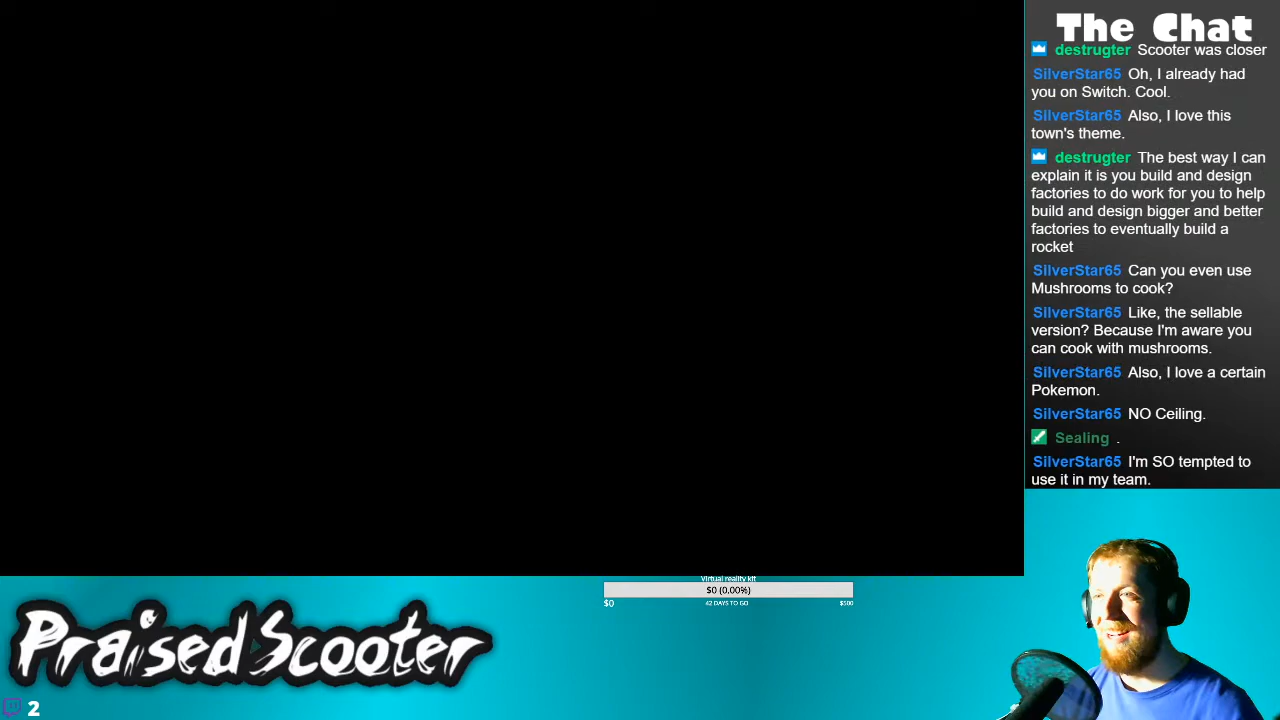 The Chat
destrugter Scooter was closer
SilverStar65 Oh, I already had
you on Switch. Cool.
SilverStar65 Also, I love this
town's theme.
destrugter The best way I can
explain it is you build and design
factories to do work for you to help
build and design bigger and better
factories to eventually build a
rocket
SilverStar65 Can you even use
Mushrooms to cook?
SilverStar65 Like, the sellable
version? Because I'm aware you
can cook with mushrooms.
SilverStar65 Also, I love a certain
Pokemon.
SilverStar65 NO Ceiling.
Sealing .
SilverStar65 I'm SO tempted to
use it in my team.
Virtual reality kit
$0 (0.00%)
$0 42 DAYS TO GO $500
Praised Scooter
2